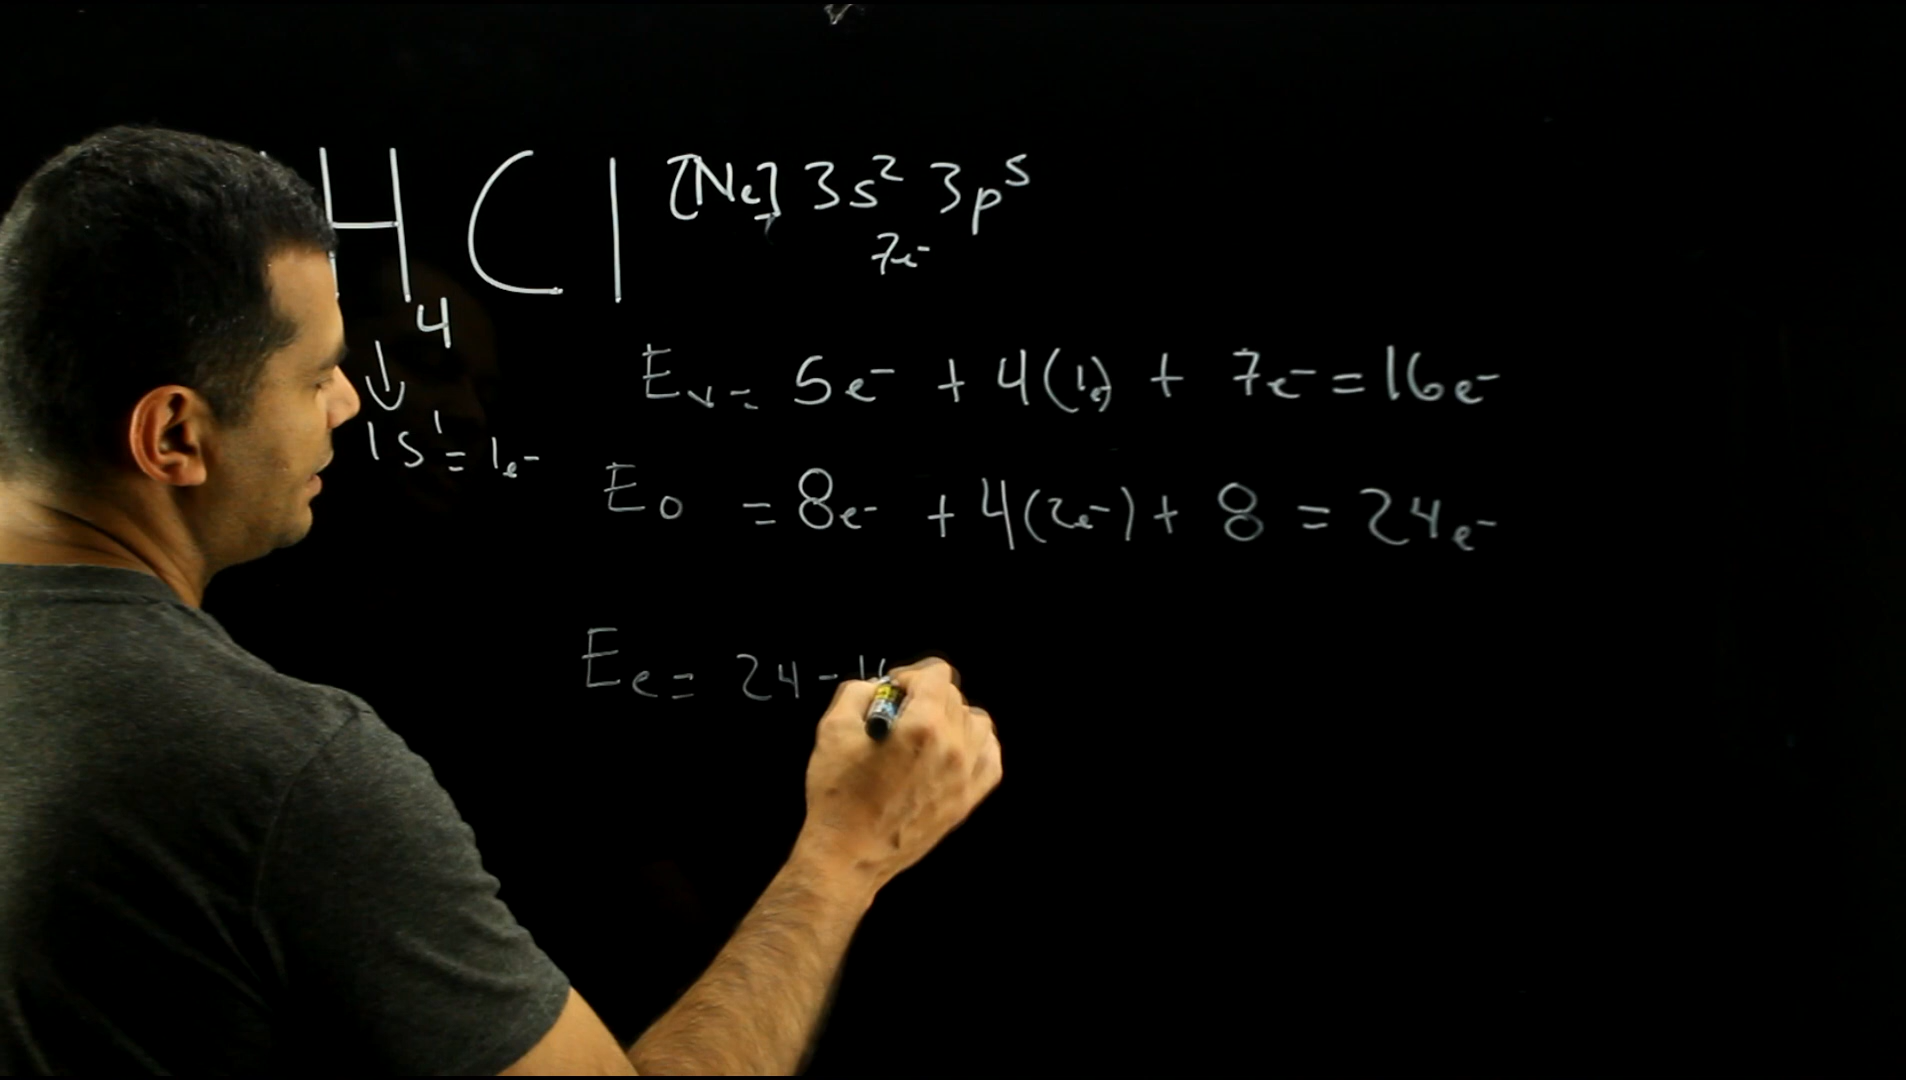 H₄Cl [Ne] 3s² 3p⁵
7e⁻
↓
1s¹ = 1e⁻
Eᵥ = 5e⁻ + 4(1e) + 7e⁻ = 16e⁻
E₀ = 8e⁻ + 4(2e⁻) + 8 = 24e⁻
Ee = 24 -